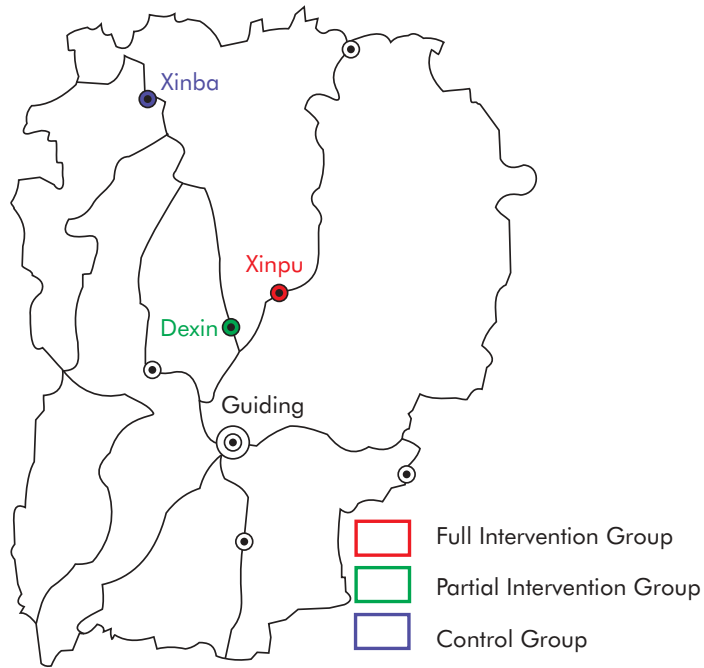 Xinba
Xinpu
Dexin
Guiding
Full Intervention Group
Partial Intervention Group
Control Group